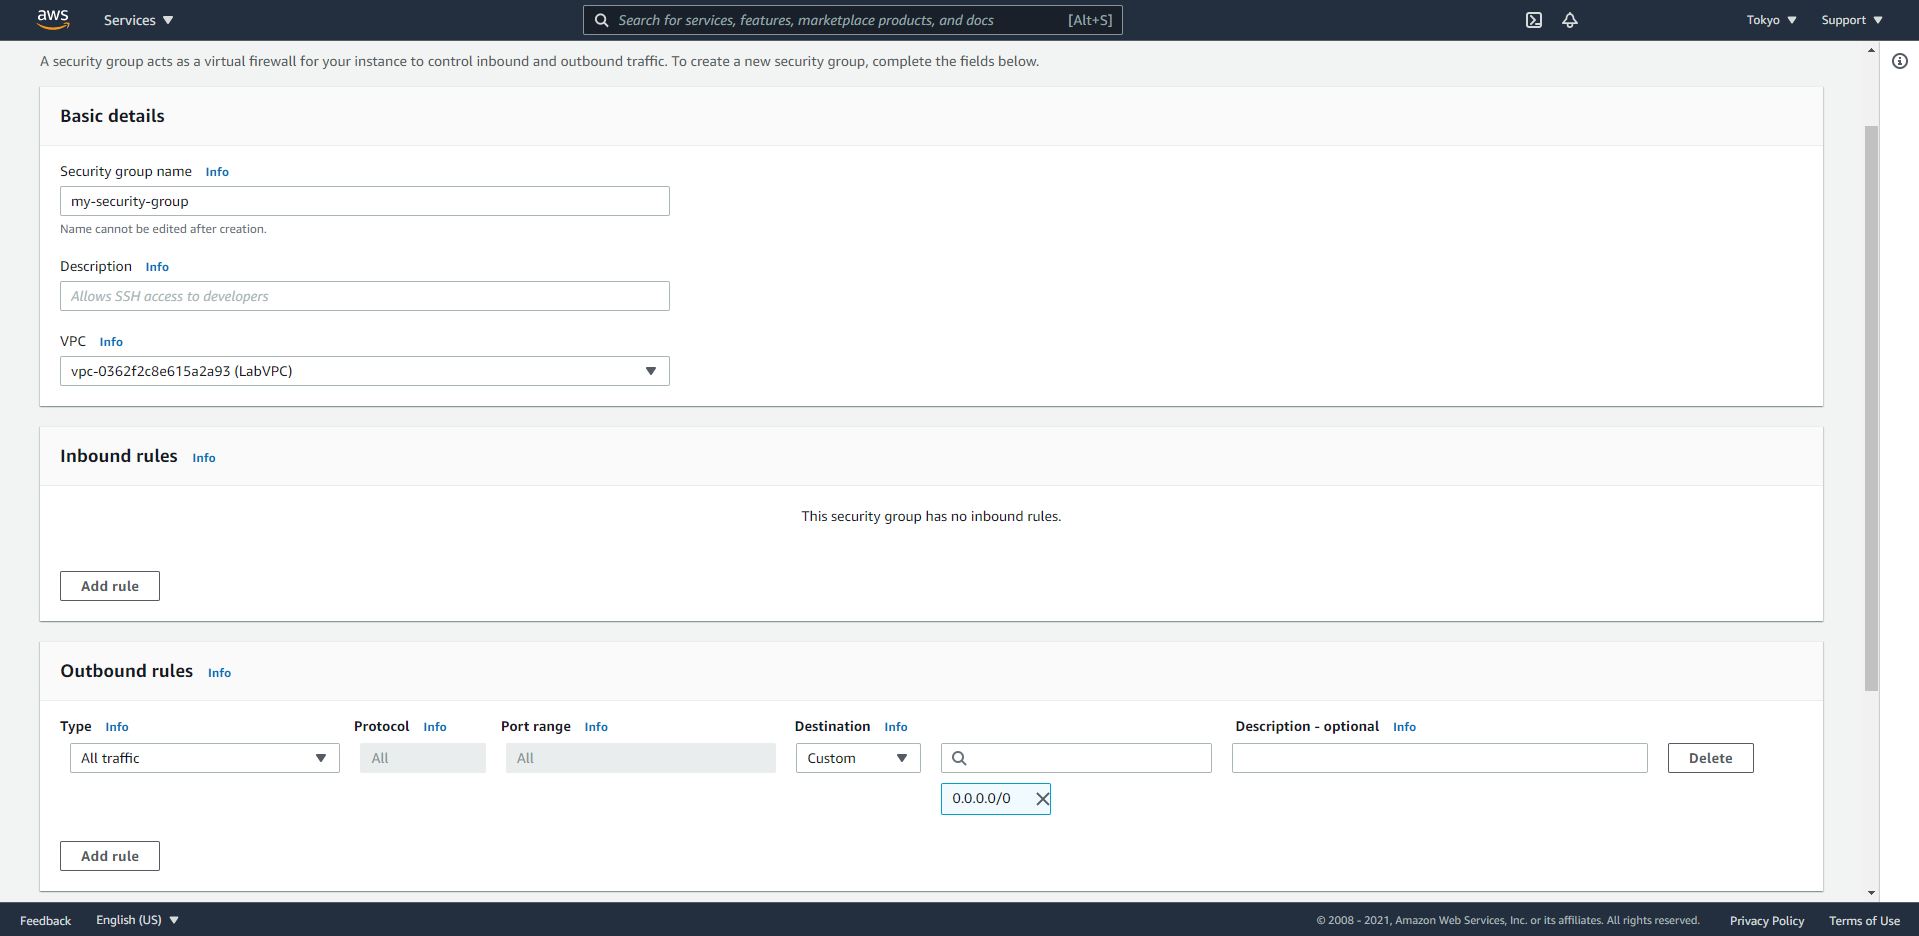 aws
Services
Search for services, features, marketplace products, and docs [Alt+S]
Tokyo
Support
A security group acts as a virtual firewall for your instance to control inbound and outbound traffic. To create a new security group, complete the fields below.
Basic details
Security group name Info
my-security-group
Name cannot be edited after creation.
Description Info
Allows SSH access to developers
VPC Info
vpc-0362f2c8e615a2a93 (LabVPC)
Inbound rules Info
This security group has no inbound rules.
Add rule
Outbound rules Info
Type Info Protocol Info Port range Info Destination Info Description - optional Info
All traffic All All Custom Delete
0.0.0.0/0
Add rule
Feedback English (US) © 2008 - 2021, Amazon Web Services, Inc. or its affiliates. All rights reserved. Privacy Policy Terms of Use